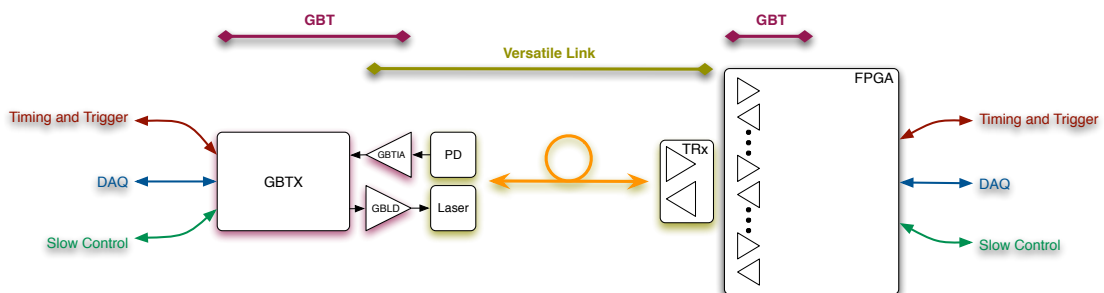 GBT
GBT
Versatile Link
FPGA
Timing and Trigger
DAQ
Slow Control
GBTX
GBTIA
PD
GBLD
Laser
TRx
Timing and Trigger
DAQ
Slow Control